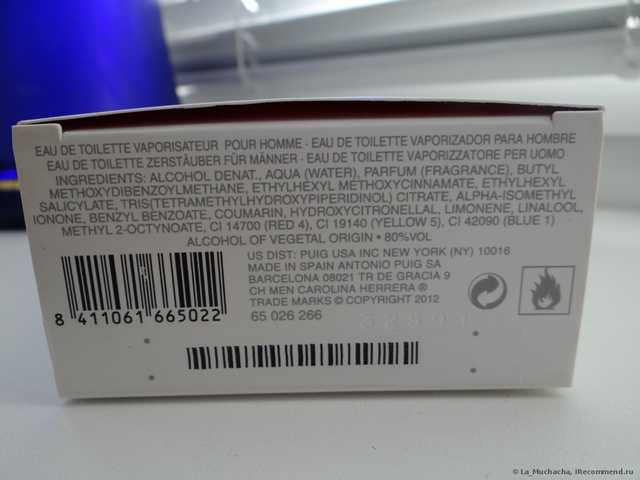 EAU DE TOILETTE VAPORISATEUR POUR HOMME - EAU DE TOILETTE VAPORIZADOR PARA HOMBRE
EAU DE TOILETTE ZERSTÄUBER FÜR MÄNNER - EAU DE TOILETTE VAPORIZZATORE PER UOMO
INGREDIENTS: ALCOHOL DENAT., AQUA (WATER), PARFUM (FRAGRANCE), BUTYL
METHOXYDIBENZOYLMETHANE, ETHYLHEXYL METHOXYCINNAMATE, ETHYLHEXYL
SALICYLATE, TRIS(TETRAMETHYLHYDROXYPIPERIDINOL) CITRATE, ALPHA-ISOMETHYL
IONONE, BENZYL BENZOATE, COUMARIN, HYDROXYCITRONELLAL, LIMONENE, LINALOOL,
METHYL 2-OCTYNOATE, CI 14700 (RED 4), CI 19140 (YELLOW 5), CI 42090 (BLUE 1)
ALCOHOL OF VEGETAL ORIGIN • 80%VOL
US DIST: PUIG USA INC NEW YORK (NY) 10016
MADE IN SPAIN ANTONIO PUIG SA
BARCELONA 08021 TR DE GRACIA 9
CH MEN CAROLINA HERRERA ®
TRADE MARKS © COPYRIGHT 2012
65 026 266
8 411061 665022
© La_Muchacha, iRecommend.ru